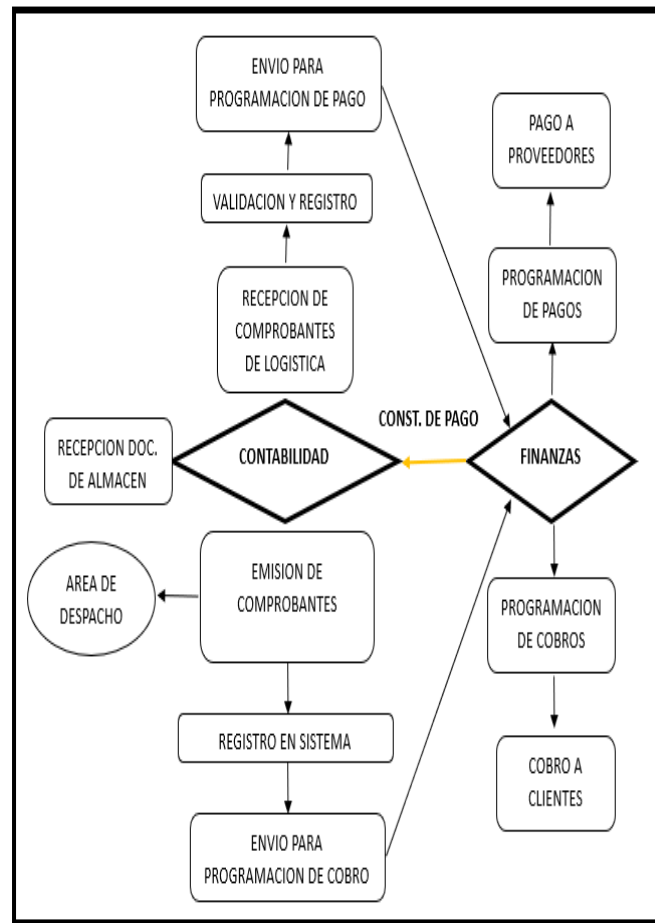 ENVIO PARA
PROGRAMACION DE PAGO
PAGO A
PROVEEDORES
VALIDACION Y REGISTRO
RECEPCION DE
COMPROBANTES
DE LOGISTICA
PROGRAMACION
DE PAGOS
CONST. DE PAGO
RECEPCION DOC.
DE ALMACEN
CONTABILIDAD
FINANZAS
AREA DE
DESPACHO
EMISION DE
COMPROBANTES
PROGRAMACION
DE COBROS
REGISTRO EN SISTEMA
COBRO A
CLIENTES
ENVIO PARA
PROGRAMACION DE COBRO